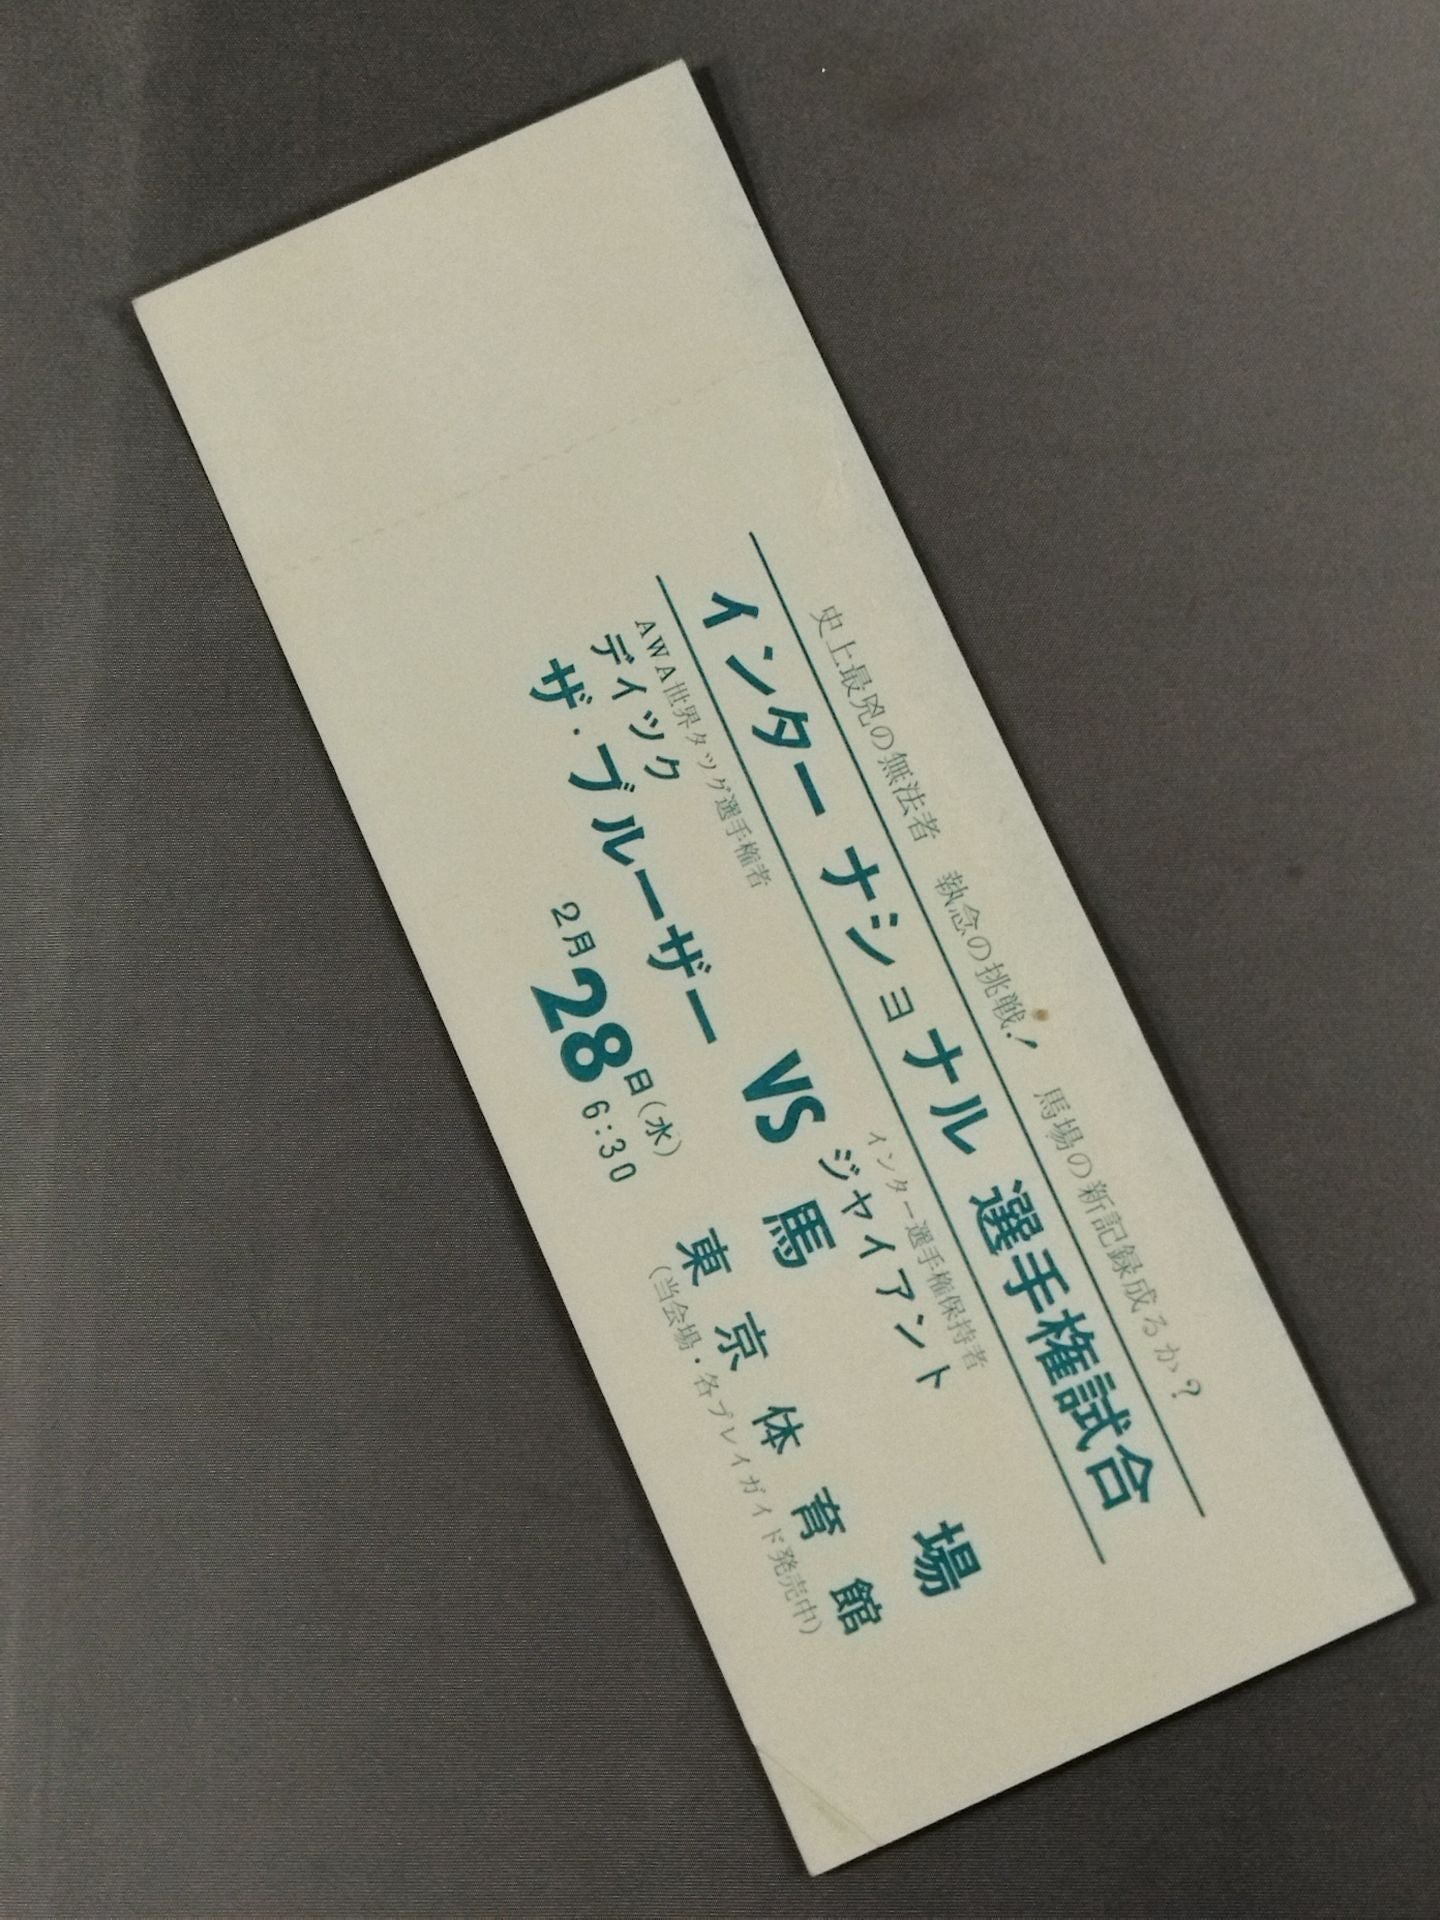 史上最兇の無法者 執念の挑戦! 馬場の新記録成るか?
インターナショナル選手権試合
AWA世界タッグ選手権者
ディック
ザ・ブルーザー
VS
インター選手権保持者
ジャイアント
馬場
2月28日(水)
6:30
東京体育館
(当会場・各プレイガイド発売中)